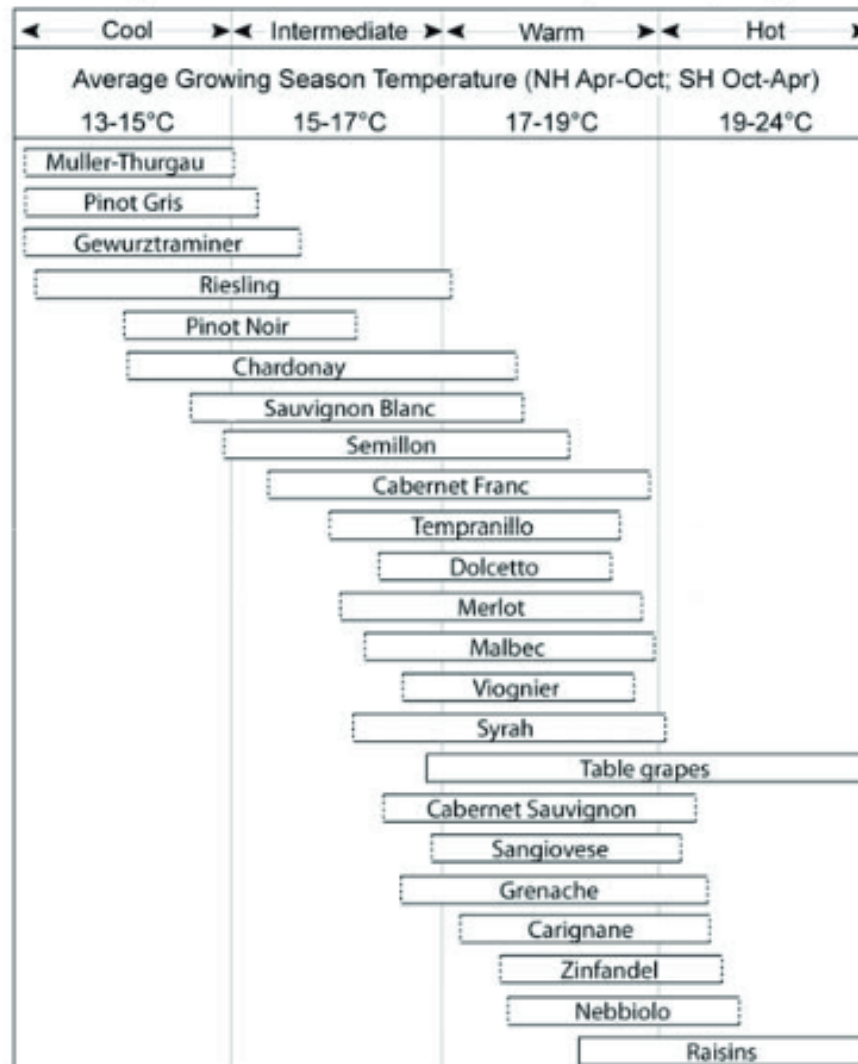 Cool Intermediate Warm Hot
Average Growing Season Temperature (NH Apr-Oct; SH Oct-Apr)
13-15°C 15-17°C 17-19°C 19-24°C
Muller-Thurgau
Pinot Gris
Gewurztraminer
Riesling
Pinot Noir
Chardonay
Sauvignon Blanc
Semillon
Cabernet Franc
Tempranillo
Dolcetto
Merlot
Malbec
Viognier
Syrah
Table grapes
Cabernet Sauvignon
Sangiovese
Grenache
Carignane
Zinfandel
Nebbiolo
Raisins